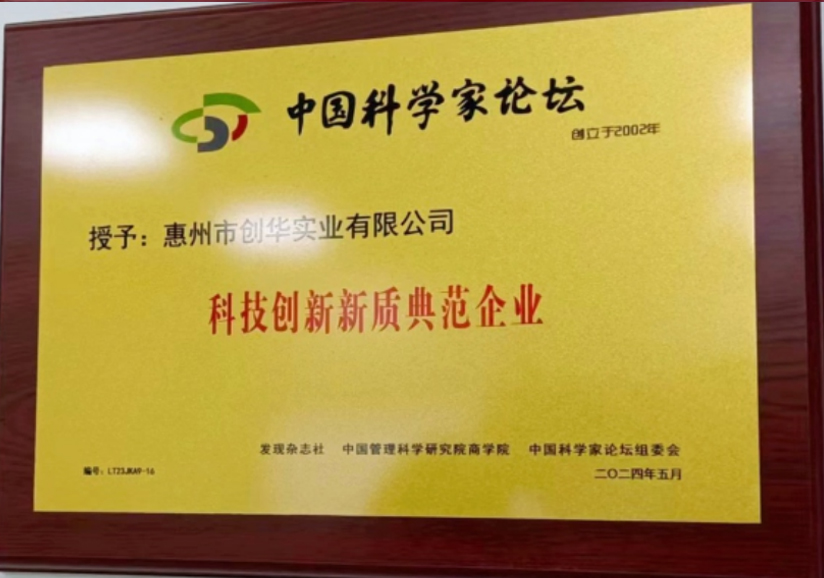 中国科学家论坛
创立于2002年
授予：惠州市创华实业有限公司
科技创新新质典范企业
发现杂志社 中国管理科学研究院商学院 中国科学家论坛组委会
编号：LT23JKA9-16
二〇二四年五月